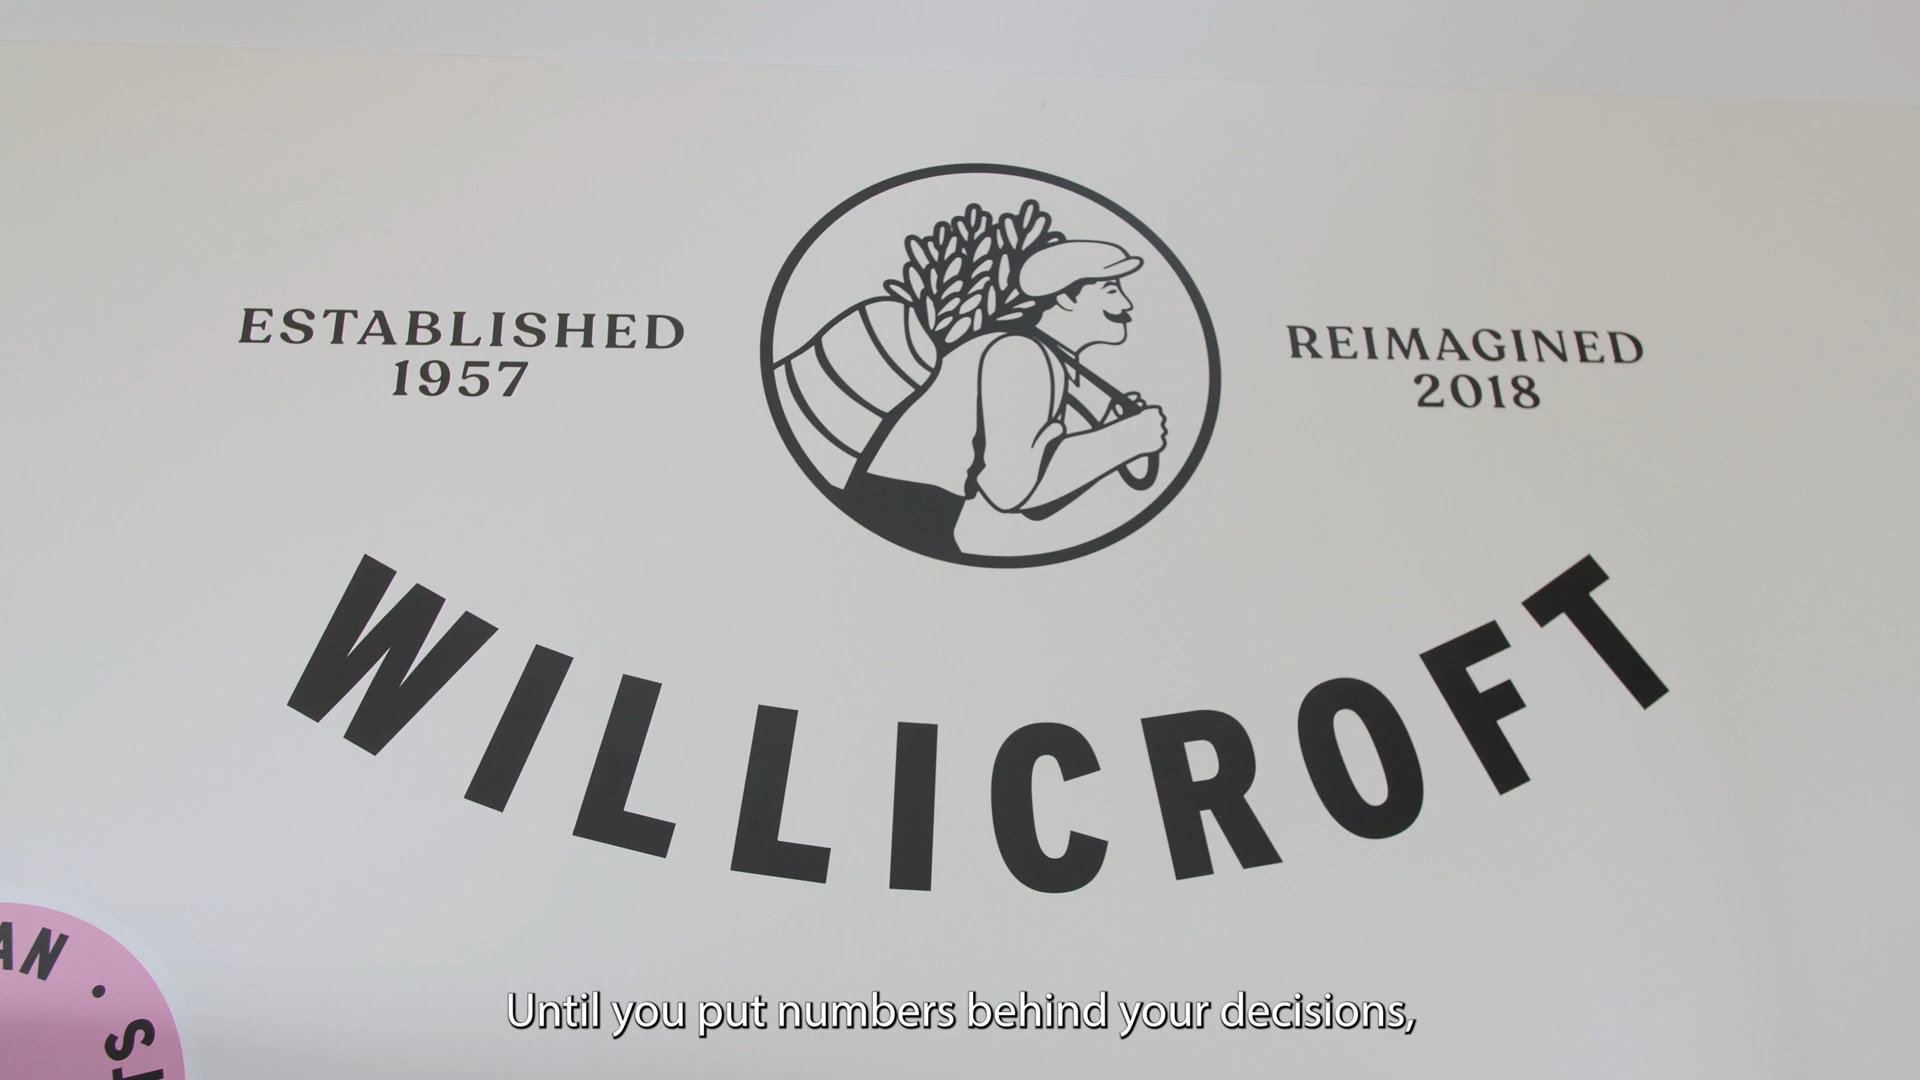 ESTABLISHED
1957
REIMAGINED
2018
WILLICROFT
Until you put numbers behind your decisions,